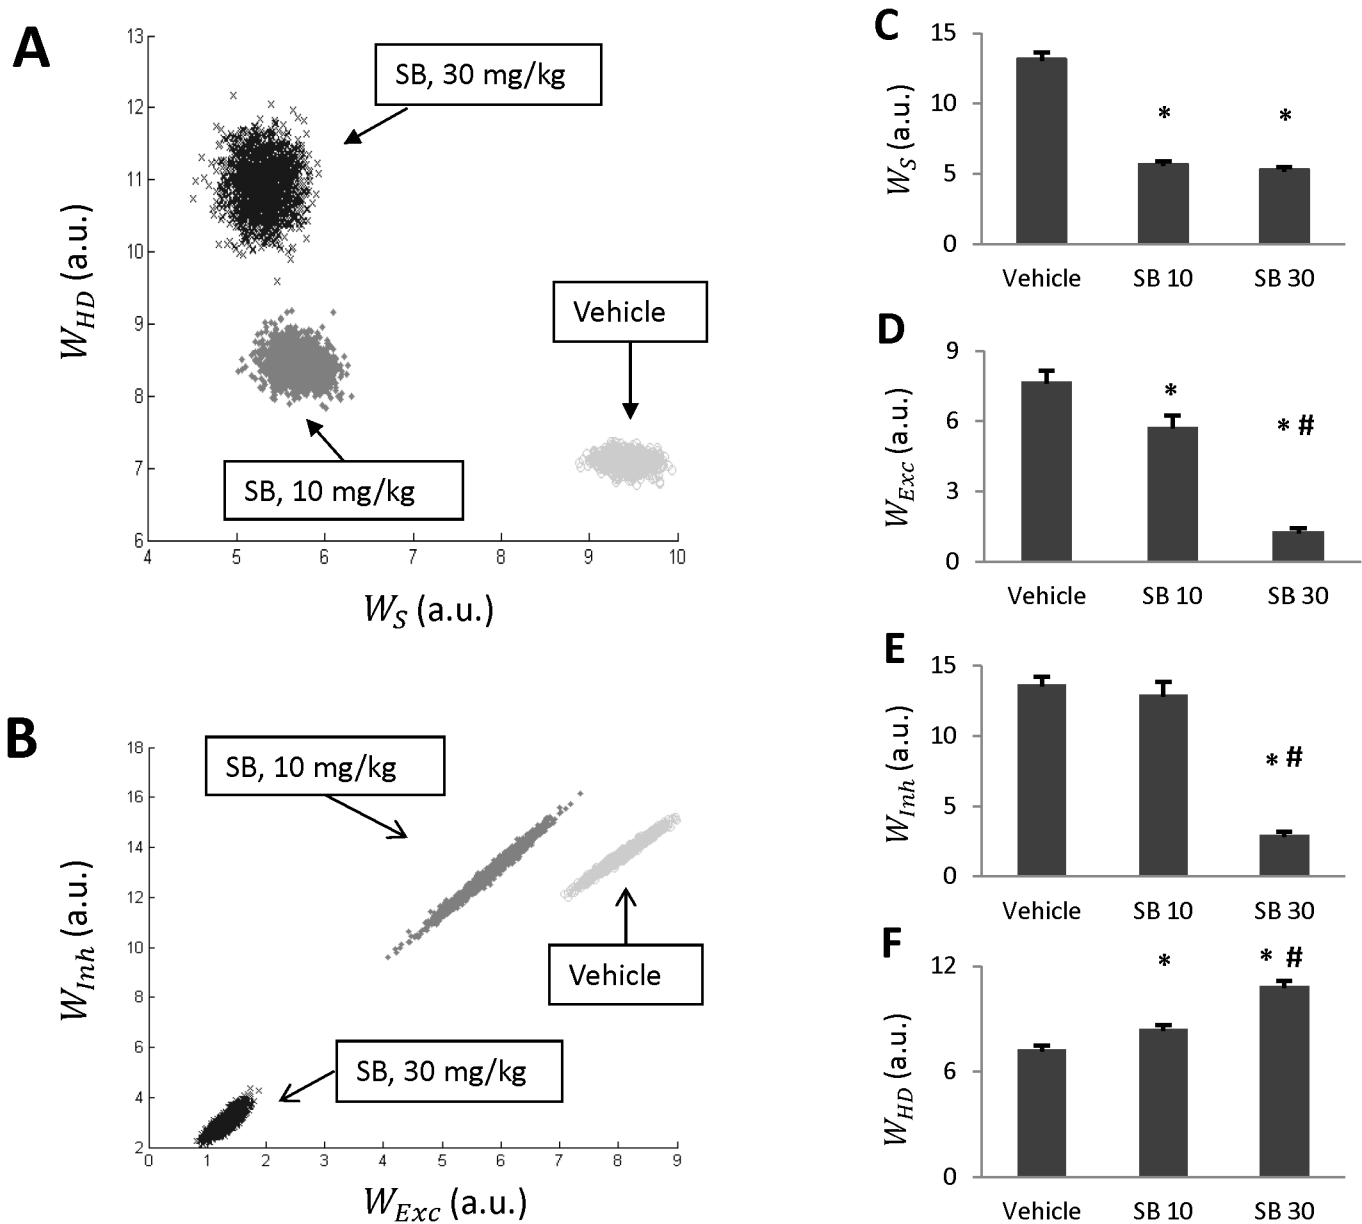 A
13
12
11
10
9
8
7
6
W_HD (a.u.)
SB, 30 mg/kg
Vehicle
SB, 10 mg/kg
4 5 6 7 8 9 10
W_S (a.u.)
B
18
16
14
12
10
8
6
4
2
W_Inh (a.u.)
SB, 10 mg/kg
Vehicle
SB, 30 mg/kg
0 1 2 3 4 5 6 7 8 9
W_Exc (a.u.)
C
15
10
5
0
W_S (a.u.)
* *
Vehicle SB 10 SB 30
D
9
6
3
0
W_Exc (a.u.)
* * #
Vehicle SB 10 SB 30
E
15
10
5
0
W_Inh (a.u.)
* #
Vehicle SB 10 SB 30
F
12
6
0
W_HD (a.u.)
* * #
Vehicle SB 10 SB 30